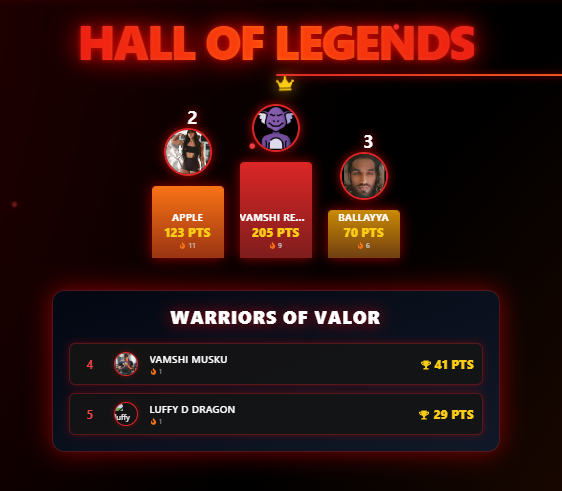 HALL OF LEGENDS
2
APPLE
123 PTS
11
VAMSHI RE...
205 PTS
9
3
BALLAYYA
70 PTS
6
WARRIORS OF VALOR
4
VAMSHI MUSKU
1
41 PTS
5
uffy
LUFFY D DRAGON
1
29 PTS